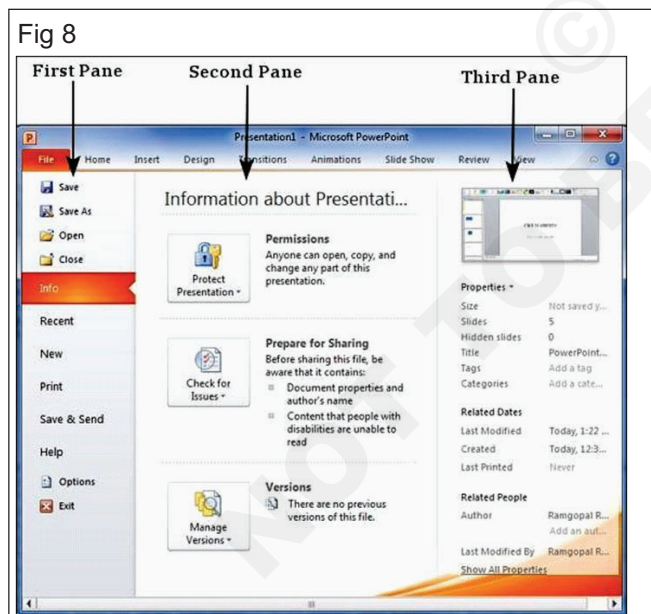 Fig 8
First Pane
Second Pane
Third Pane
Presentation1 - Microsoft PowerPoint
File Home Insert Design Transitions Animations Slide Show Review View
Save
Save As
Open
Close
Info
Recent
New
Print
Save & Send
Help
Options
Exit
Information about Presentati...
Protect
Presentation
Permissions
Anyone can open, copy, and
change any part of this
presentation.
Check for
Issues
Prepare for Sharing
Before sharing this file, be
aware that it contains:
Document properties and
author's name
Content that people with
disabilities are unable to
read
Manage
Versions
Versions
There are no previous
versions of this file.
Properties
Size Not saved y...
Slides 5
Hidden slides 0
Title PowerPoint...
Tags Add a tag
Categories Add a cate...
Related Dates
Last Modified Today, 1:22 ...
Created Today, 12:3...
Last Printed Never
Related People
Author Ramgopal R...
Add an aut...
Last Modified By Ramgopal R...
Show All Properties
© NOT TO BE